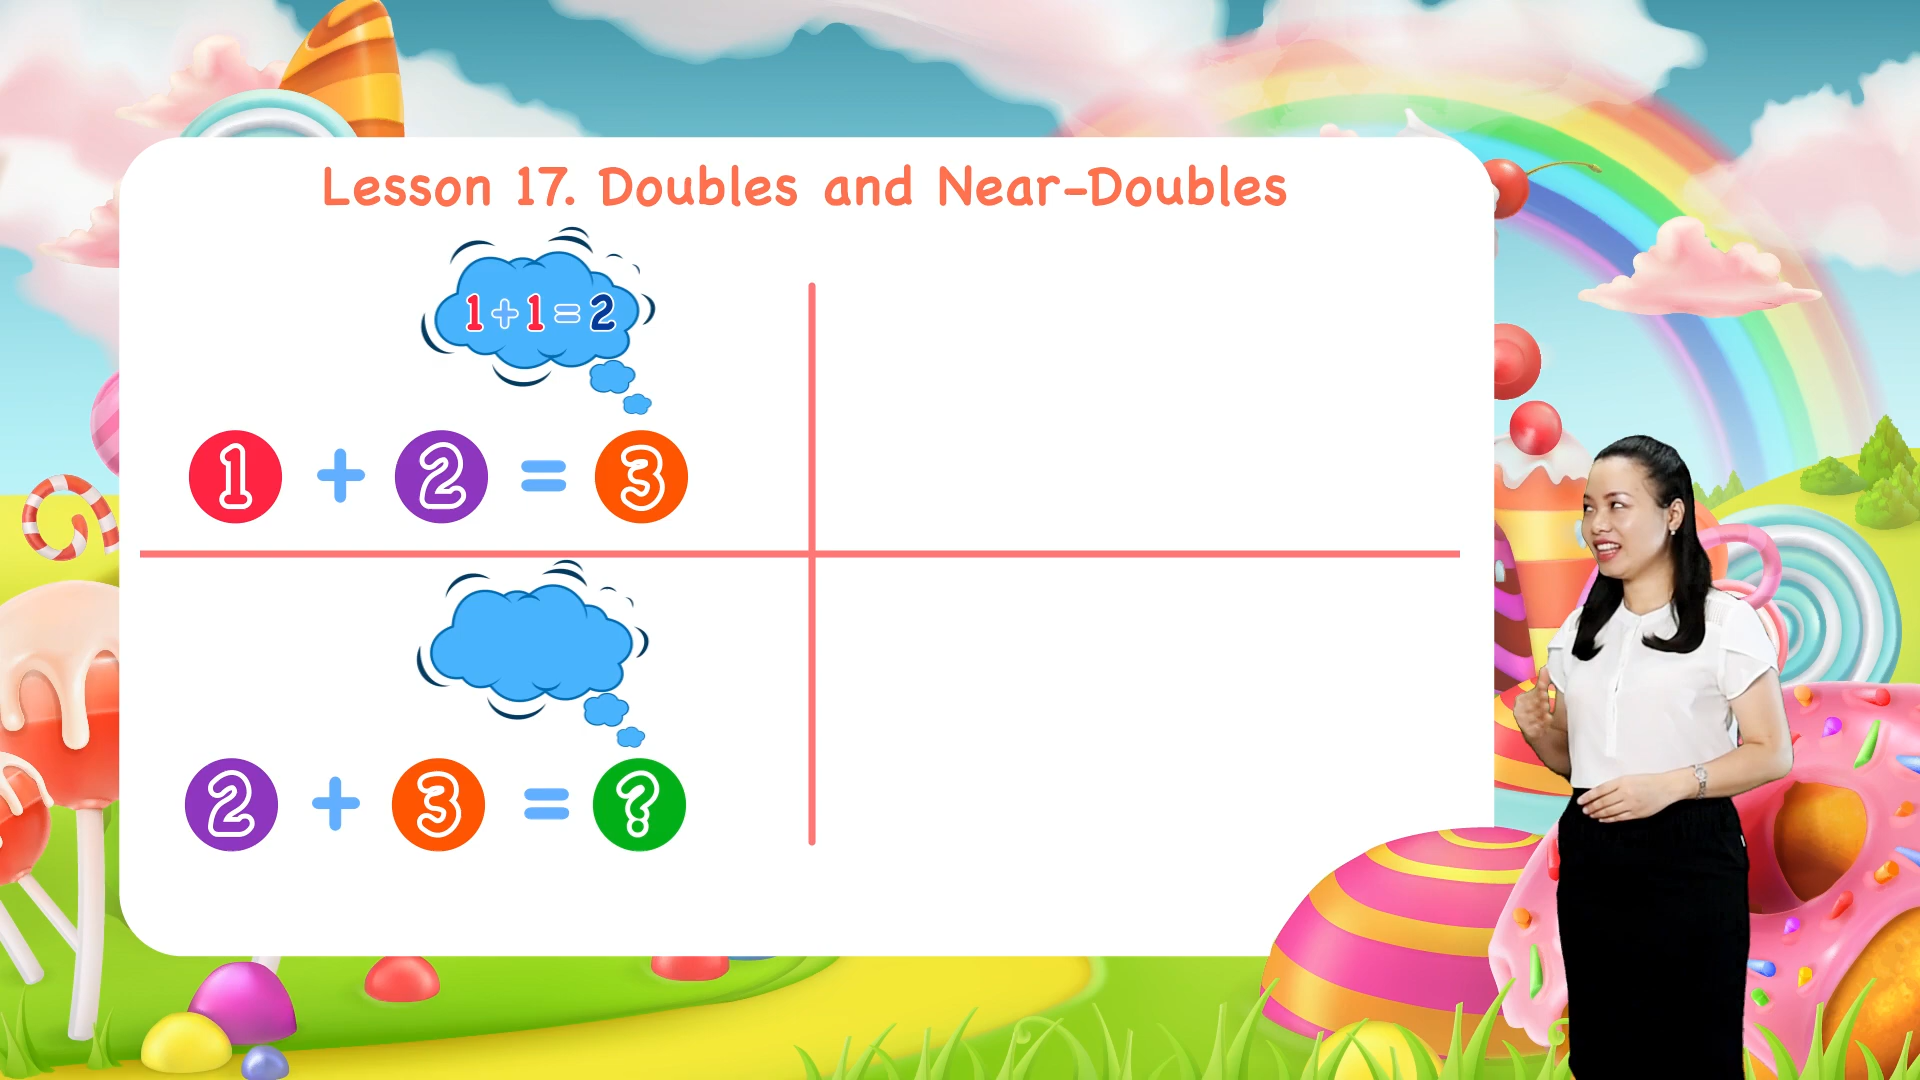 Lesson 17. Doubles and Near-Doubles
1+1=2
1 + 2 = 3
2 + 3 = ?